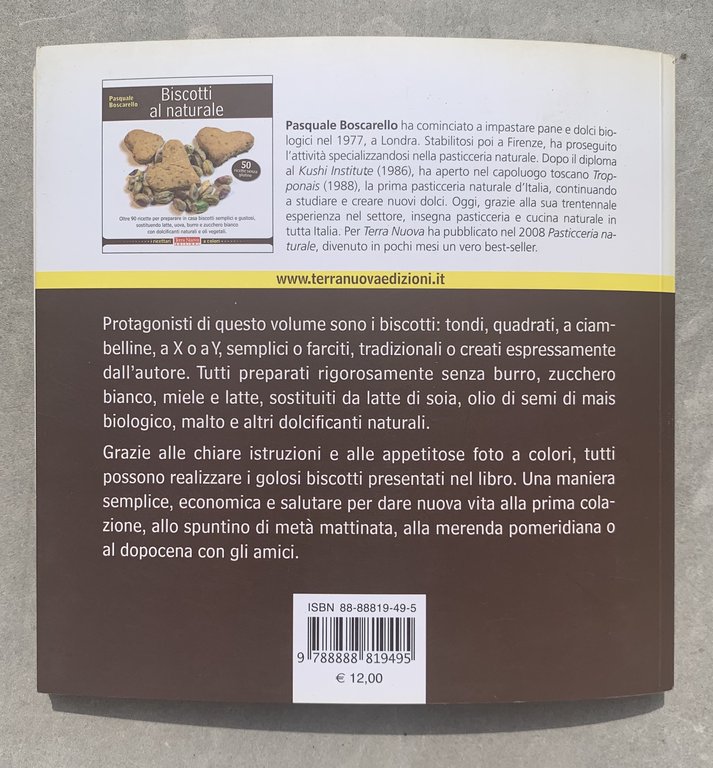 Pasquale
Boscarello
Biscotti
al naturale
50
ricette senza
glutine
Oltre 90 ricette per preparare in casa biscotti semplici e gustosi,
sostituendo latte, uova, burro e zucchero bianco
con dolcificanti naturali e oli vegetali.
i ricettari Terra Nuova EDIZIONI a colori
Pasquale Boscarello ha cominciato a impastare pane e dolci bio-
logici nel 1977, a Londra. Stabilitosi poi a Firenze, ha proseguito
l'attività specializzandosi nella pasticceria naturale. Dopo il diploma
al Kushi Institute (1986), ha aperto nel capoluogo toscano Trop-
ponais (1988), la prima pasticceria naturale d'Italia, continuando
a studiare e creare nuovi dolci. Oggi, grazie alla sua trentennale
esperienza nel settore, insegna pasticceria e cucina naturale in
tutta Italia. Per Terra Nuova ha pubblicato nel 2008 Pasticceria na-
turale, divenuto in pochi mesi un vero best-seller.
www.terranuovaedizioni.it
Protagonisti di questo volume sono i biscotti: tondi, quadrati, a ciam-
belline, a X o a Y, semplici o farciti, tradizionali o creati espressamente
dall'autore. Tutti preparati rigorosamente senza burro, zucchero
bianco, miele e latte, sostituiti da latte di soia, olio di semi di mais
biologico, malto e altri dolcificanti naturali.
Grazie alle chiare istruzioni e alle appetitose foto a colori, tutti
possono realizzare i golosi biscotti presentati nel libro. Una maniera
semplice, economica e salutare per dare nuova vita alla prima cola-
zione, allo spuntino di metà mattinata, alla merenda pomeridiana o
al dopocena con gli amici.
ISBN 88-88819-49-5
9 788888 819495
€ 12,00